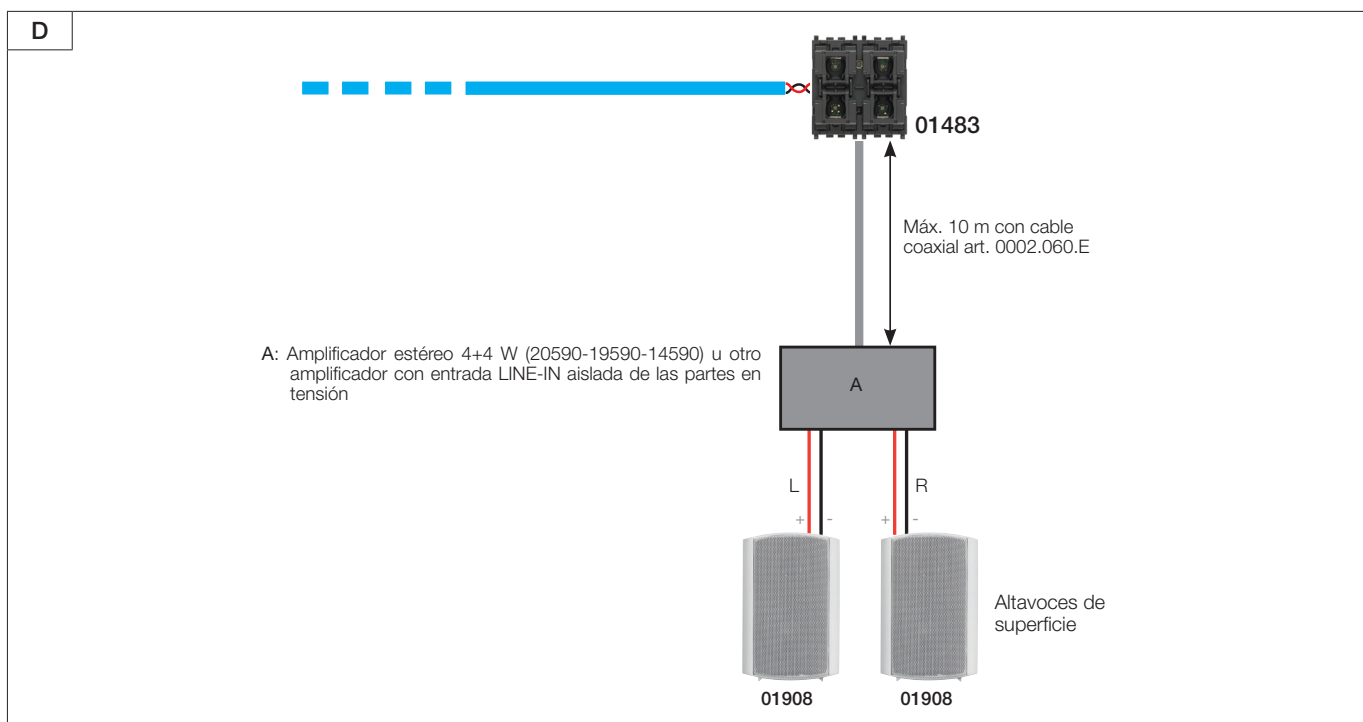 D
01483
Máx. 10 m con cable
coaxial art. 0002.060.E
A: Amplificador estéreo 4+4 W (20590-19590-14590) u otro
amplificador con entrada LINE-IN aislada de las partes en
tensión
A
L
R
+ - + -
Altavoces de
superficie
01908 01908